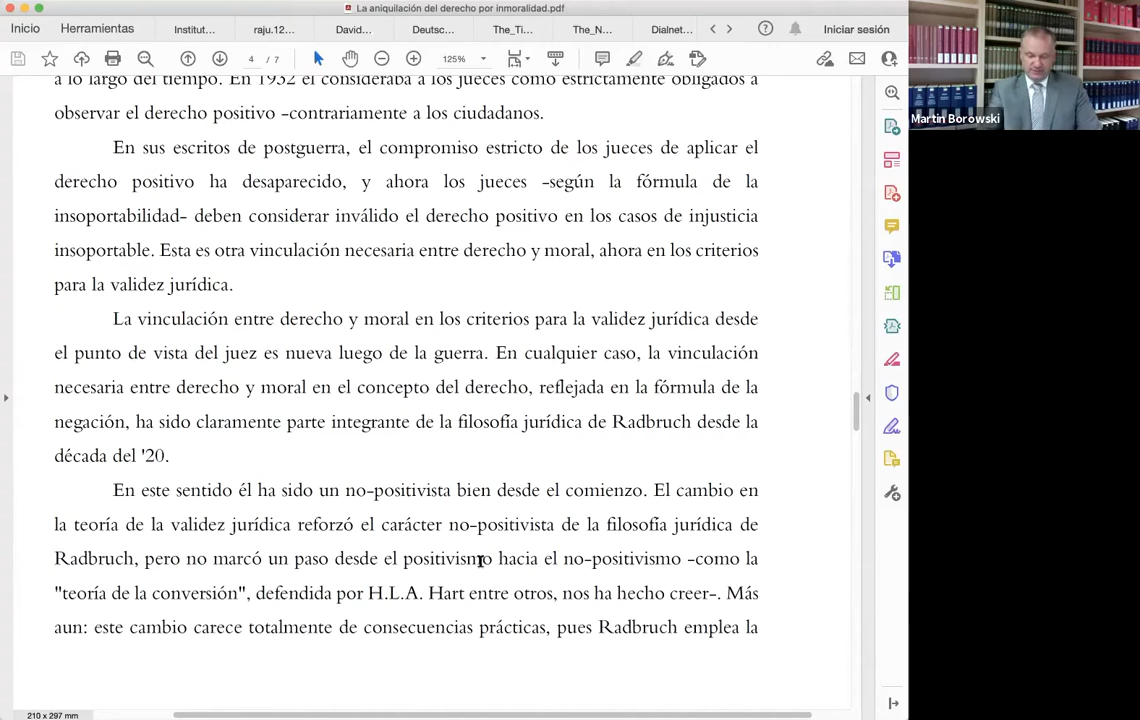 La aniquilación del derecho por inmoralidad.pdf
Inicio
Herramientas
Institut...
raju.12...
David...
Deutsc...
The_Ti...
The_N...
Dialnet...
Iniciar sesión
4 / 7
125%
Martin Borowski
a lo largo del tiempo. En 1932 él consideraba a los jueces como estrictamente obligados a
observar el derecho positivo -contrariamente a los ciudadanos.
En sus escritos de postguerra, el compromiso estricto de los jueces de aplicar el
derecho positivo ha desaparecido, y ahora los jueces -según la fórmula de la
insoportabilidad- deben considerar inválido el derecho positivo en los casos de injusticia
insoportable. Esta es otra vinculación necesaria entre derecho y moral, ahora en los criterios
para la validez jurídica.
La vinculación entre derecho y moral en los criterios para la validez jurídica desde
el punto de vista del juez es nueva luego de la guerra. En cualquier caso, la vinculación
necesaria entre derecho y moral en el concepto del derecho, reflejada en la fórmula de la
negación, ha sido claramente parte integrante de la filosofía jurídica de Radbruch desde la
década del '20.
En este sentido él ha sido un no-positivista bien desde el comienzo. El cambio en
la teoría de la validez jurídica reforzó el carácter no-positivista de la filosofía jurídica de
Radbruch, pero no marcó un paso desde el positivismo hacia el no-positivismo -como la
"teoría de la conversión", defendida por H.L.A. Hart entre otros, nos ha hecho creer-. Más
aun: este cambio carece totalmente de consecuencias prácticas, pues Radbruch emplea la
210 x 297 mm